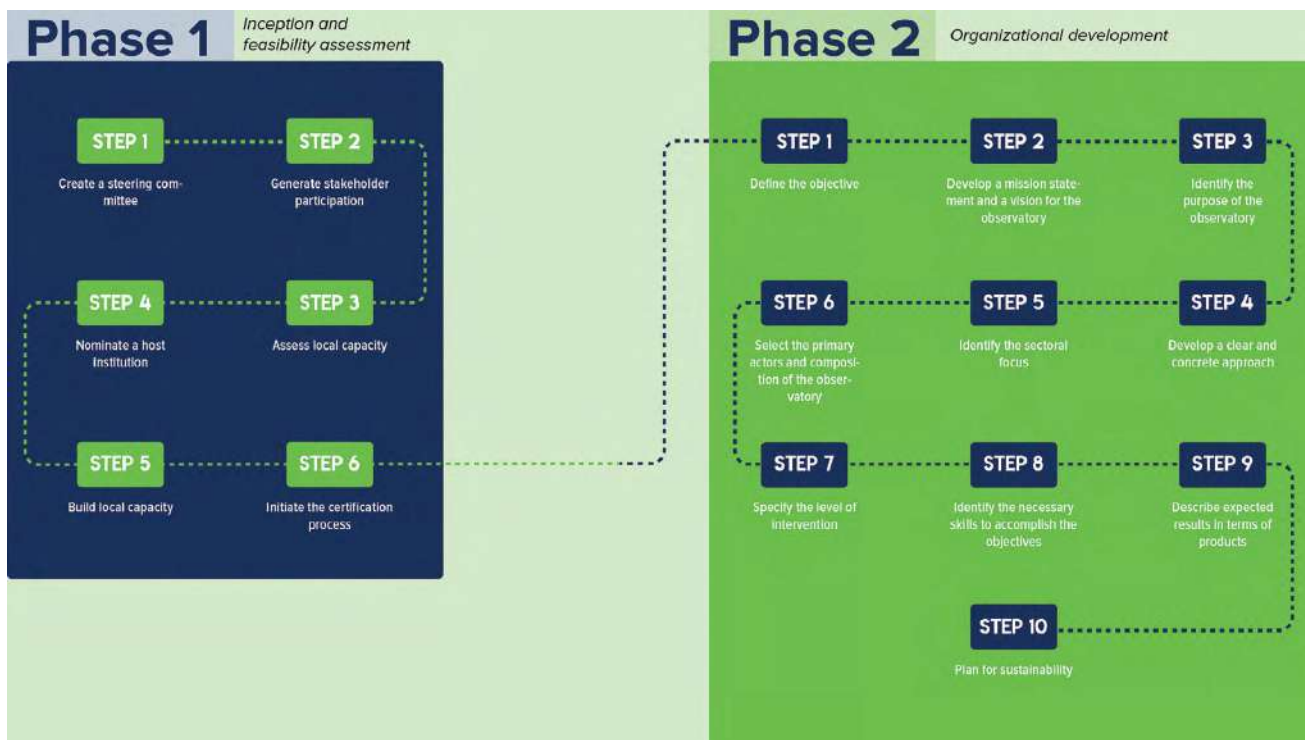 Phase 1
Inception and
feasibility assessment
STEP 1
Create a steering com-
mittee
STEP 2
Generate stakeholder
participation
STEP 3
Assess local capacity
STEP 4
Nominate a host
Institution
STEP 5
Build local capacity
STEP 6
Initiate the certification
process
Phase 2
Organizational development
STEP 1
Define the objective
STEP 2
Develop a mission state-
ment and a vision for the
observatory
STEP 3
Identify the
purpose of the
observatory
STEP 4
Develop a clear and
concrete approach
STEP 5
Identify the sectoral
focus
STEP 6
Select the primary
actors and composi-
tion of the obser-
vatory
STEP 7
Specify the level of
intervention
STEP 8
Identify the necessary
skills to accomplish the
objectives
STEP 9
Describe expected
results in terms of
products
STEP 10
Plan for sustainability